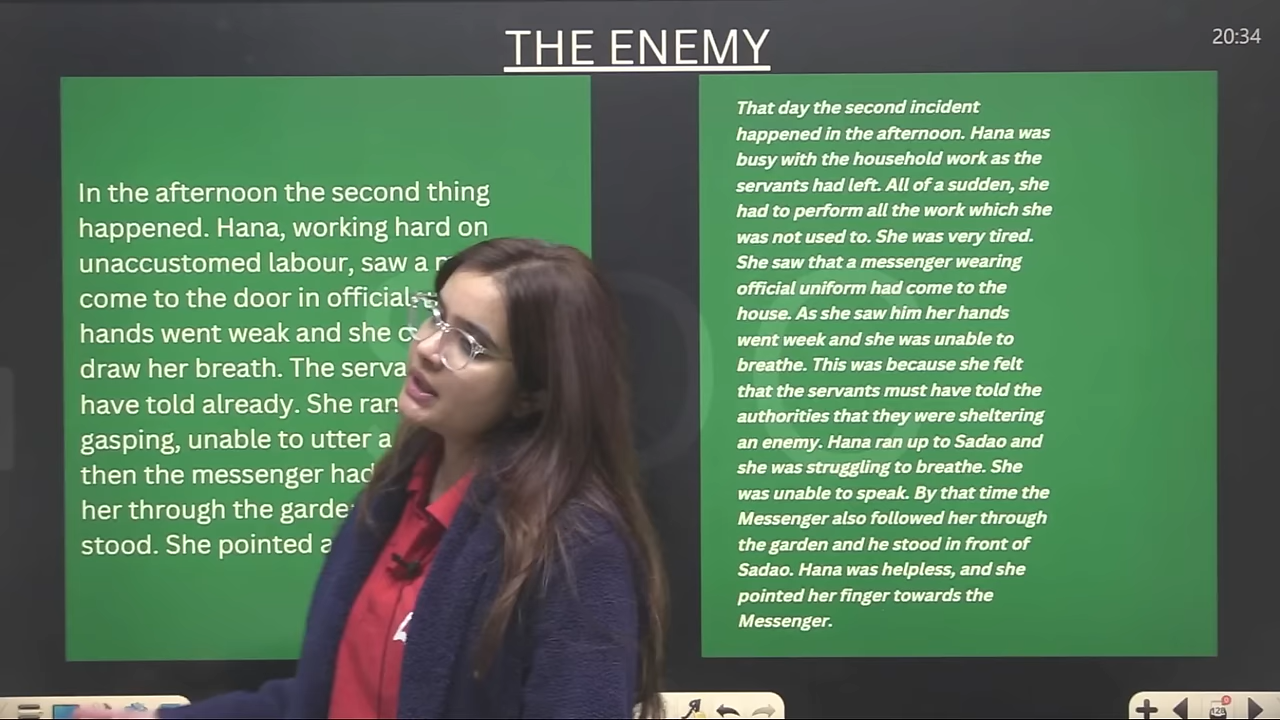 THE ENEMY
20:34
In the afternoon the second thing
happened. Hana, working hard on
unaccustomed labour, saw a
come to the door in official
hands went weak and she
draw her breath. The
have told already. She ran
gasping, unable to utter a
then the messenger had
her through the
stood. She pointed
That day the second incident
happened in the afternoon. Hana was
busy with the household work as the
servants had left. All of a sudden, she
had to perform all the work which she
was not used to. She was very tired.
She saw that a messenger wearing
official uniform had come to the
house. As she saw him her hands
went week and she was unable to
breathe. This was because she felt
that the servants must have told the
authorities that they were sheltering
an enemy. Hana ran up to Sadao and
she was struggling to breathe. She
was unable to speak. By that time the
Messenger also followed her through
the garden and he stood in front of
Sadao. Hana was helpless, and she
pointed her finger towards the
Messenger.
128